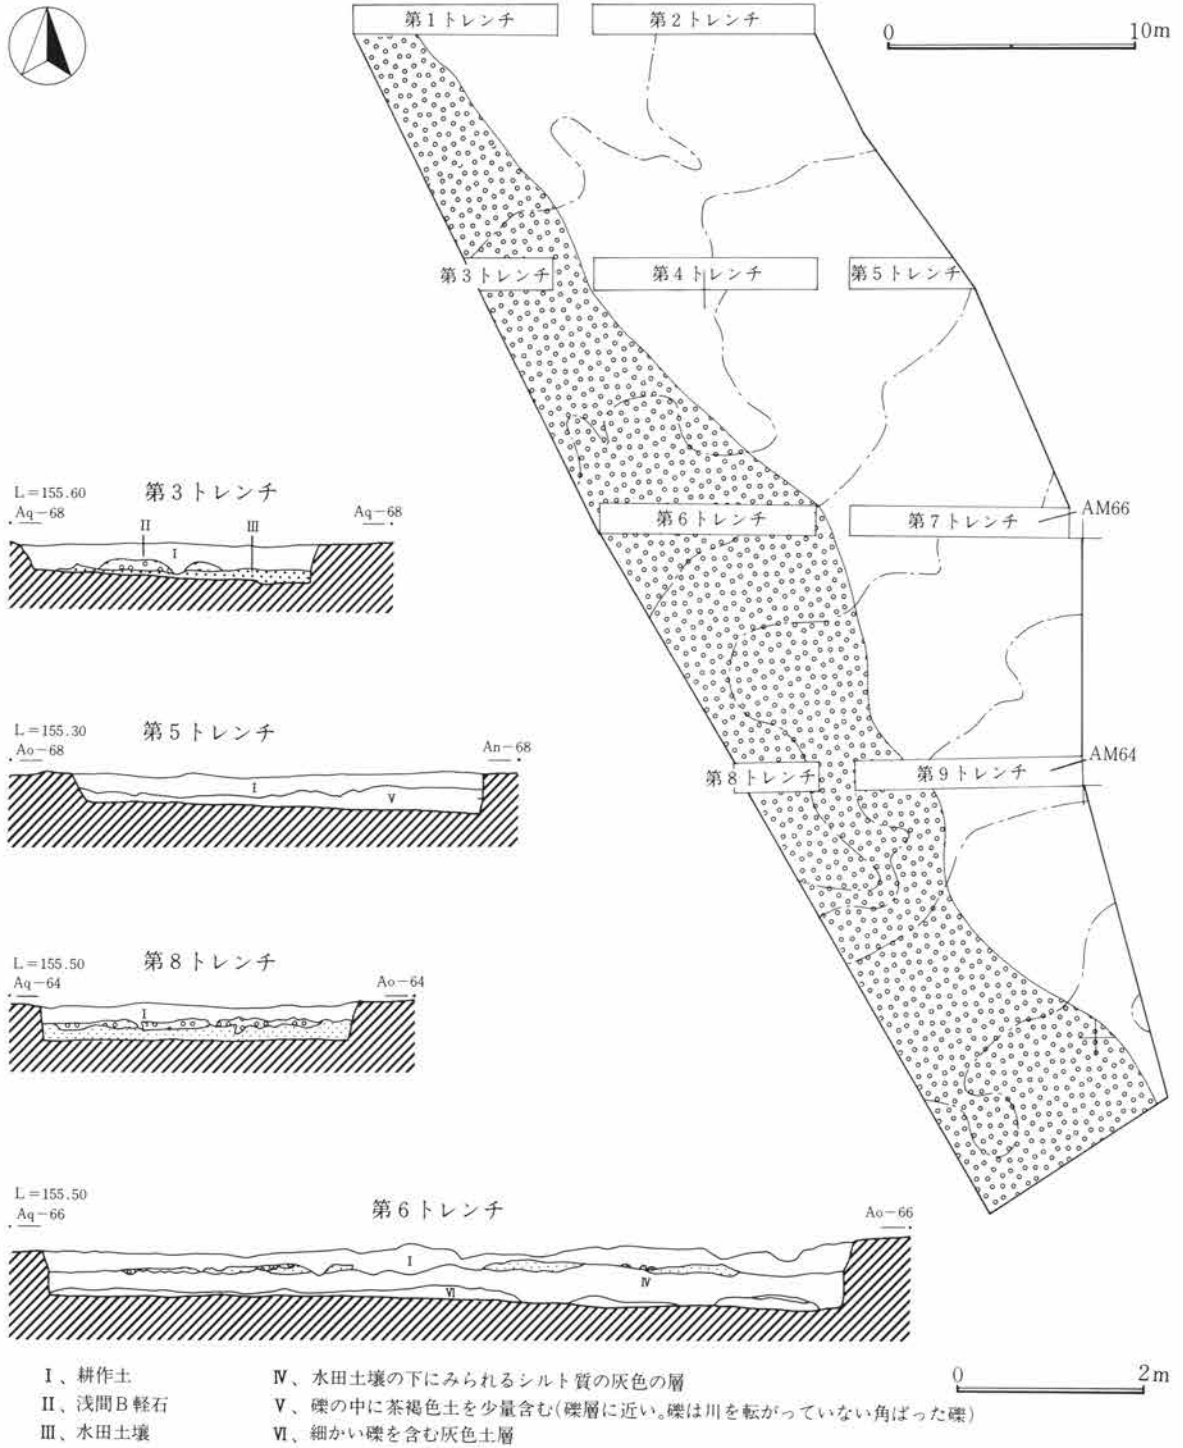 第1トレンチ
第2トレンチ
0 10m
第3トレンチ
第4トレンチ
第5トレンチ
第6トレンチ
第7トレンチ
AM66
第8トレンチ
第9トレンチ
AM64
L=155.60 第3トレンチ
Aq-68 Aq-68
II III
I
L=155.30 第5トレンチ
Ao-68 An-68
I
V
L=155.50 第8トレンチ
Aq-64 Ao-64
I
L=155.50 第6トレンチ
Aq-66 Ao-66
I
IV
VI
I、耕作土
II、浅間B軽石
III、水田土壌
IV、水田土壌の下にみられるシルト質の灰色の層
V、礫の中に茶褐色土を少量含む(礫層に近い。礫は川を転がっていない角ばった礫)
VI、細かい礫を含む灰色土層
0 2m